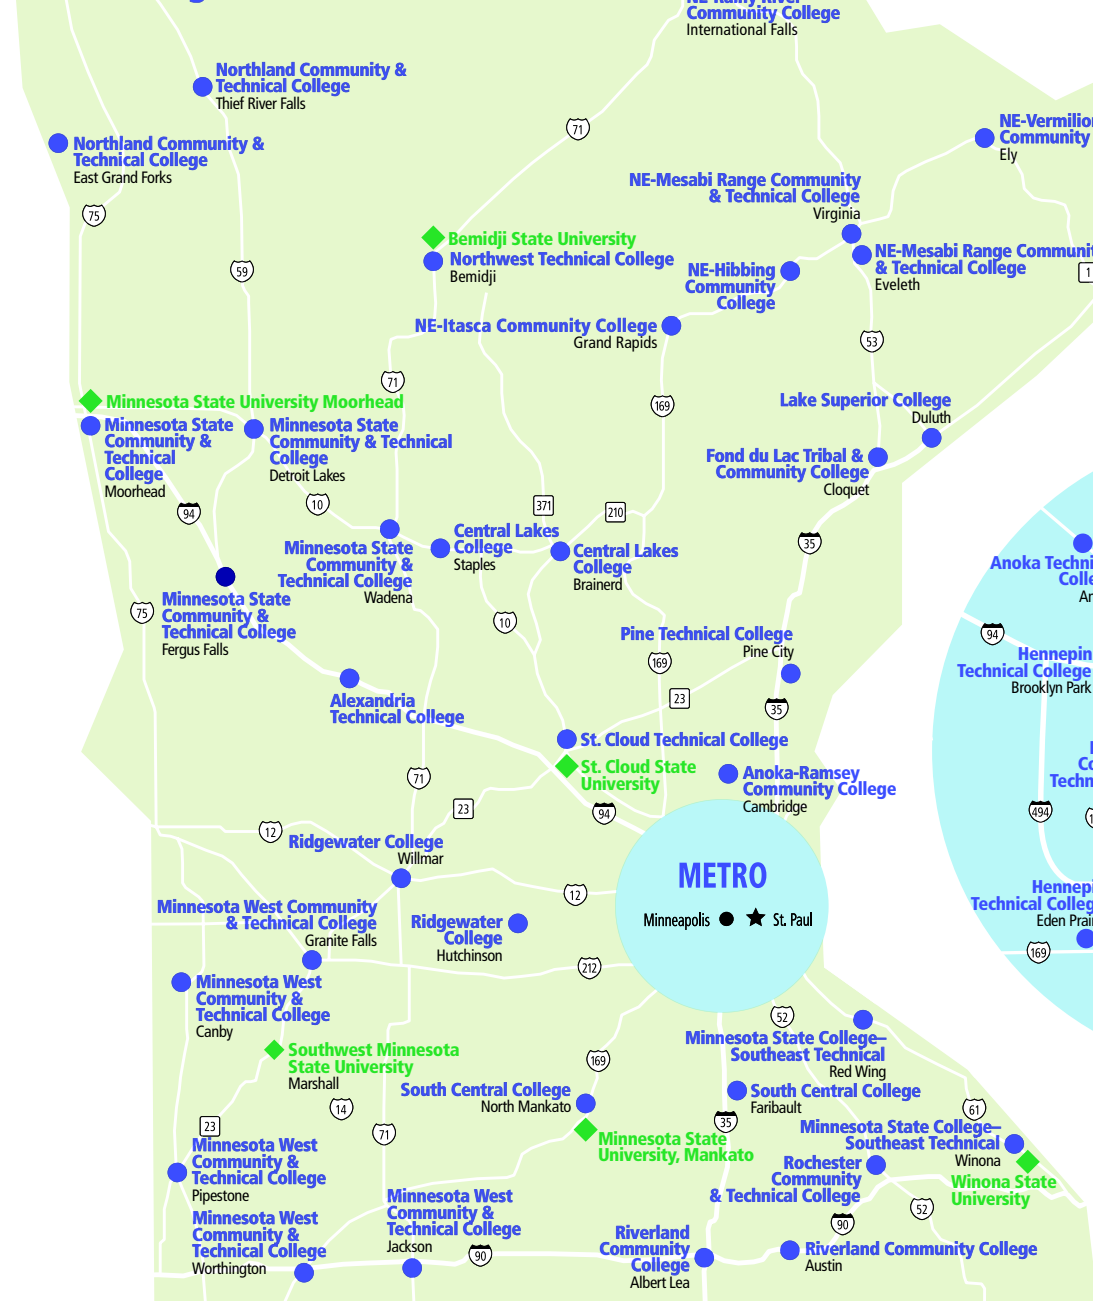 NE-Rainy River
Community College
International Falls
Northland Community &
Technical College
Thief River Falls
Northland Community &
Technical College
East Grand Forks
71
NE-Vermilion
Community
Ely
75
NE-Mesabi Range Community
& Technical College
Virginia
59
Bemidji State University
Northwest Technical College
Bemidji
NE-Mesabi Range Communit
& Technical College
Eveleth
NE-Hibbing
Community
College
1
NE-Itasca Community College
Grand Rapids
53
71
169
Minnesota State University Moorhead
Minnesota State
Community &
Technical
College
Moorhead
Minnesota State
Community & Technical
College
Detroit Lakes
Lake Superior College
Duluth
Fond du Lac Tribal &
Community College
Cloquet
94
10
371
210
35
Minnesota State
Community &
Technical College
Wadena
Central Lakes
College
Staples
Central Lakes
College
Brainerd
Anoka Techni
Colle
An
Minnesota State
Community &
Technical College
Fergus Falls
75
10
94
Pine Technical College
Pine City
169
23
35
Hennepin
Technical College
Brooklyn Park
Alexandria
Technical College
St. Cloud Technical College
St. Cloud State
University
Anoka-Ramsey
Community College
Cambridge
Co
Techn
71
23
94
494
12
Ridgewater College
Willmar
METRO
Minneapolis
St. Paul
12
Hennepi
Technical Colleg
Eden Prai
169
Minnesota West Community
& Technical College
Granite Falls
Ridgewater
College
Hutchinson
212
Minnesota West
Community &
Technical College
Canby
52
Minnesota State College–
Southeast Technical
Red Wing
Southwest Minnesota
State University
Marshall
169
14
South Central College
North Mankato
South Central College
Faribault
61
23
71
35
Minnesota State
University, Mankato
Minnesota State College–
Southeast Technical
Winona
Winona State
University
Minnesota West
Community &
Technical College
Pipestone
Rochester
Community
& Technical College
52
Minnesota West
Community &
Technical College
Worthington
Minnesota West
Community &
Technical College
Jackson
90
90
Riverland
Community
College
Albert Lea
Riverland Community College
Austin